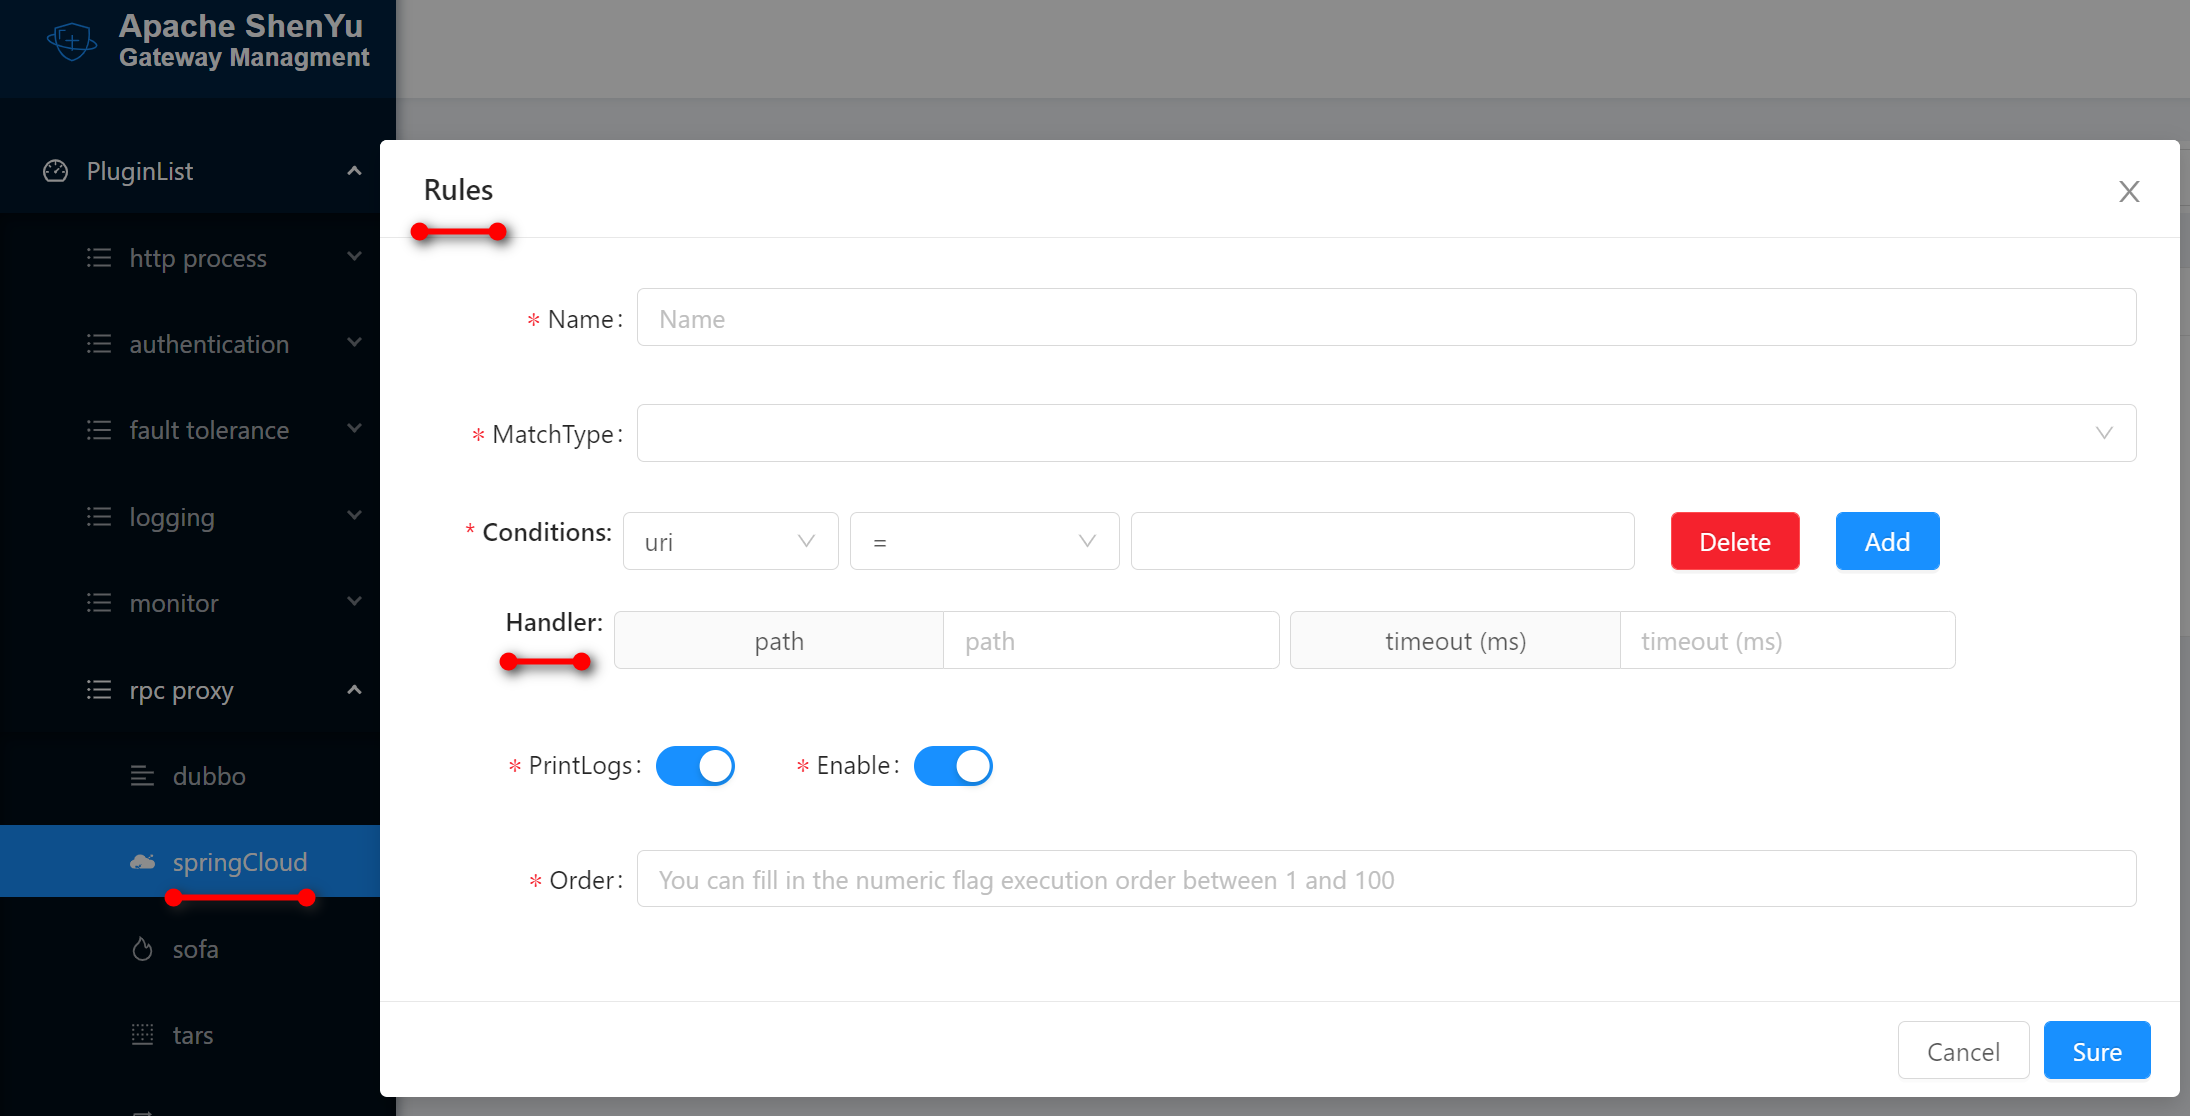 Apache ShenYu
Gateway Managment
PluginList
http process
authentication
fault tolerance
logging
monitor
rpc proxy
dubbo
springCloud
sofa
tars
Rules
X
* Name: Name
* MatchType:
* Conditions: uri = Delete Add
Handler: path path timeout (ms) timeout (ms)
* PrintLogs: * Enable:
* Order: You can fill in the numeric flag execution order between 1 and 100
Cancel Sure